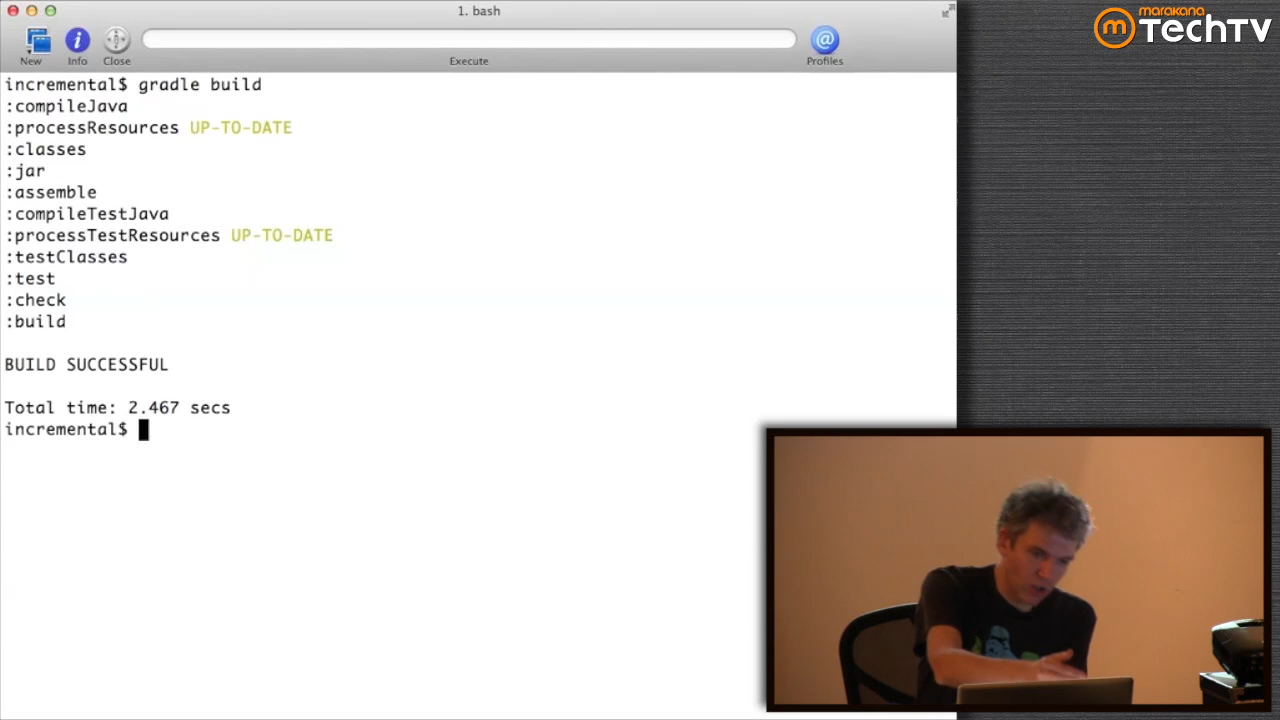 1. bash
marakana
TechTV
New
Info
Close
Execute
Profiles
incremental$ gradle build
:compileJava
:processResources UP-TO-DATE
:classes
:jar
:assemble
:compileTestJava
:processTestResources UP-TO-DATE
:testClasses
:test
:check
:build
BUILD SUCCESSFUL
Total time: 2.467 secs
incremental$